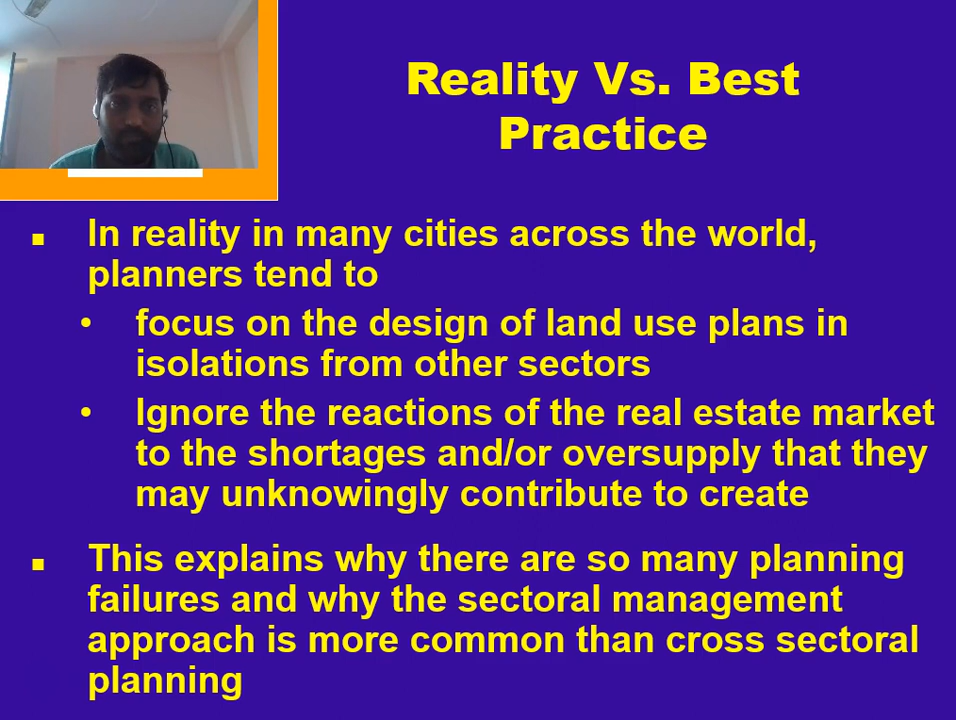 Reality Vs. Best
Practice
▪ In reality in many cities across the world,
planners tend to
• focus on the design of land use plans in
isolations from other sectors
• Ignore the reactions of the real estate market
to the shortages and/or oversupply that they
may unknowingly contribute to create
▪ This explains why there are so many planning
failures and why the sectoral management
approach is more common than cross sectoral
planning